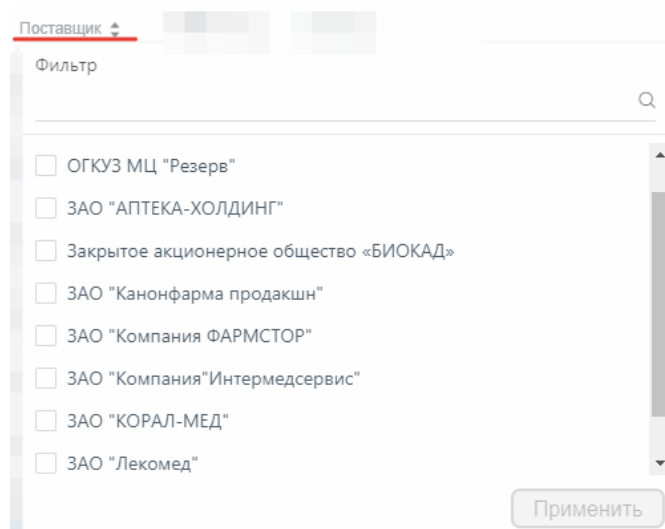 Поставщик
Фильтр
ОГКУЗ МЦ "Резерв"
ЗАО "АПТЕКА-ХОЛДИНГ"
Закрытое акционерное общество «БИОКАД»
ЗАО "Канонфарма продакшн"
ЗАО "Компания ФАРМСТОР"
ЗАО "Компания"Интермедсервис"
ЗАО "КОРАЛ-МЕД"
ЗАО "Лекомед"
Применить